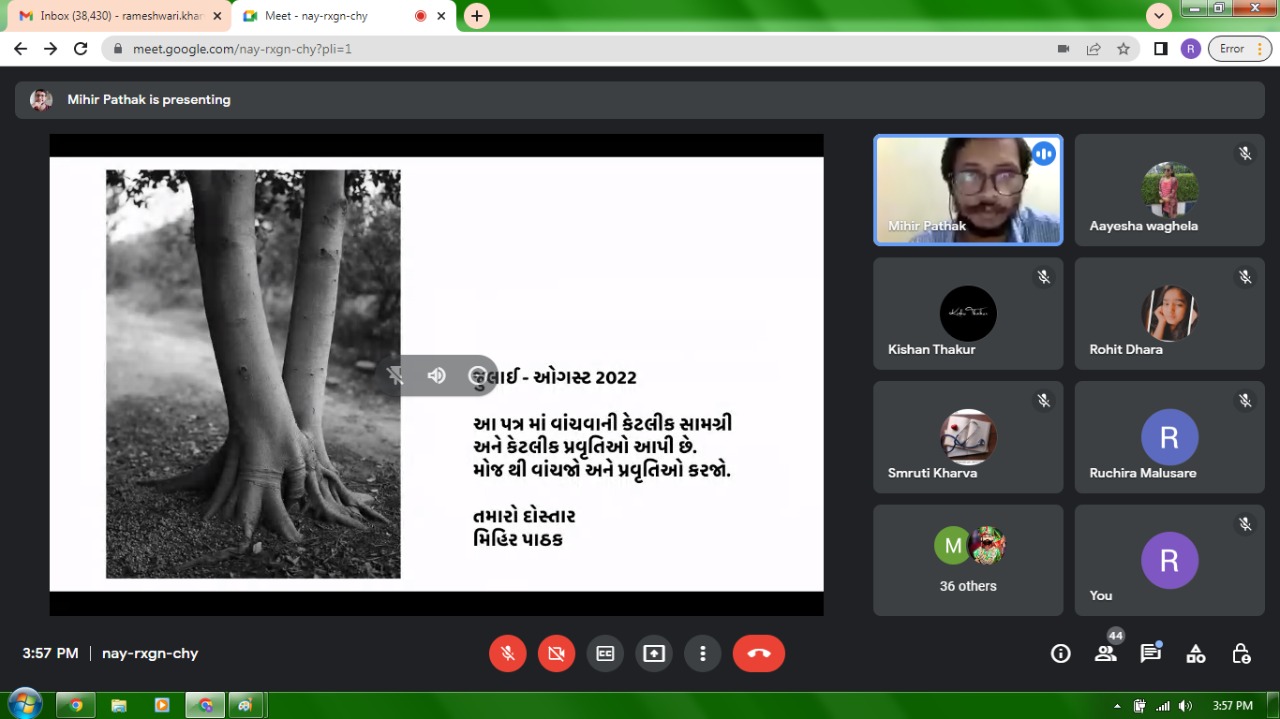 Inbox (38,430) - rameshwari.khar
Meet - nay-rxgn-chy
meet.google.com/nay-rxgn-chy?pli=1
R
Error
Mihir Pathak is presenting
જુલાઈ - ઓગસ્ટ 2022
આ પત્ર માં વાંચવાની કેટલીક સામગ્રી
અને કેટલીક પ્રવૃતિઓ આપી છે.
મોજ થી વાંચજો અને પ્રવૃતિઓ કરજો.
તમારો દોસ્તાર
મિહિર પાઠક
Mihir Pathak
Aayesha waghela
Kishan Thakur
Rohit Dhara
Smruti Kharva
R
Ruchira Malusare
M
36 others
R
You
3:57 PM | nay-rxgn-chy
CC
44
3:57 PM